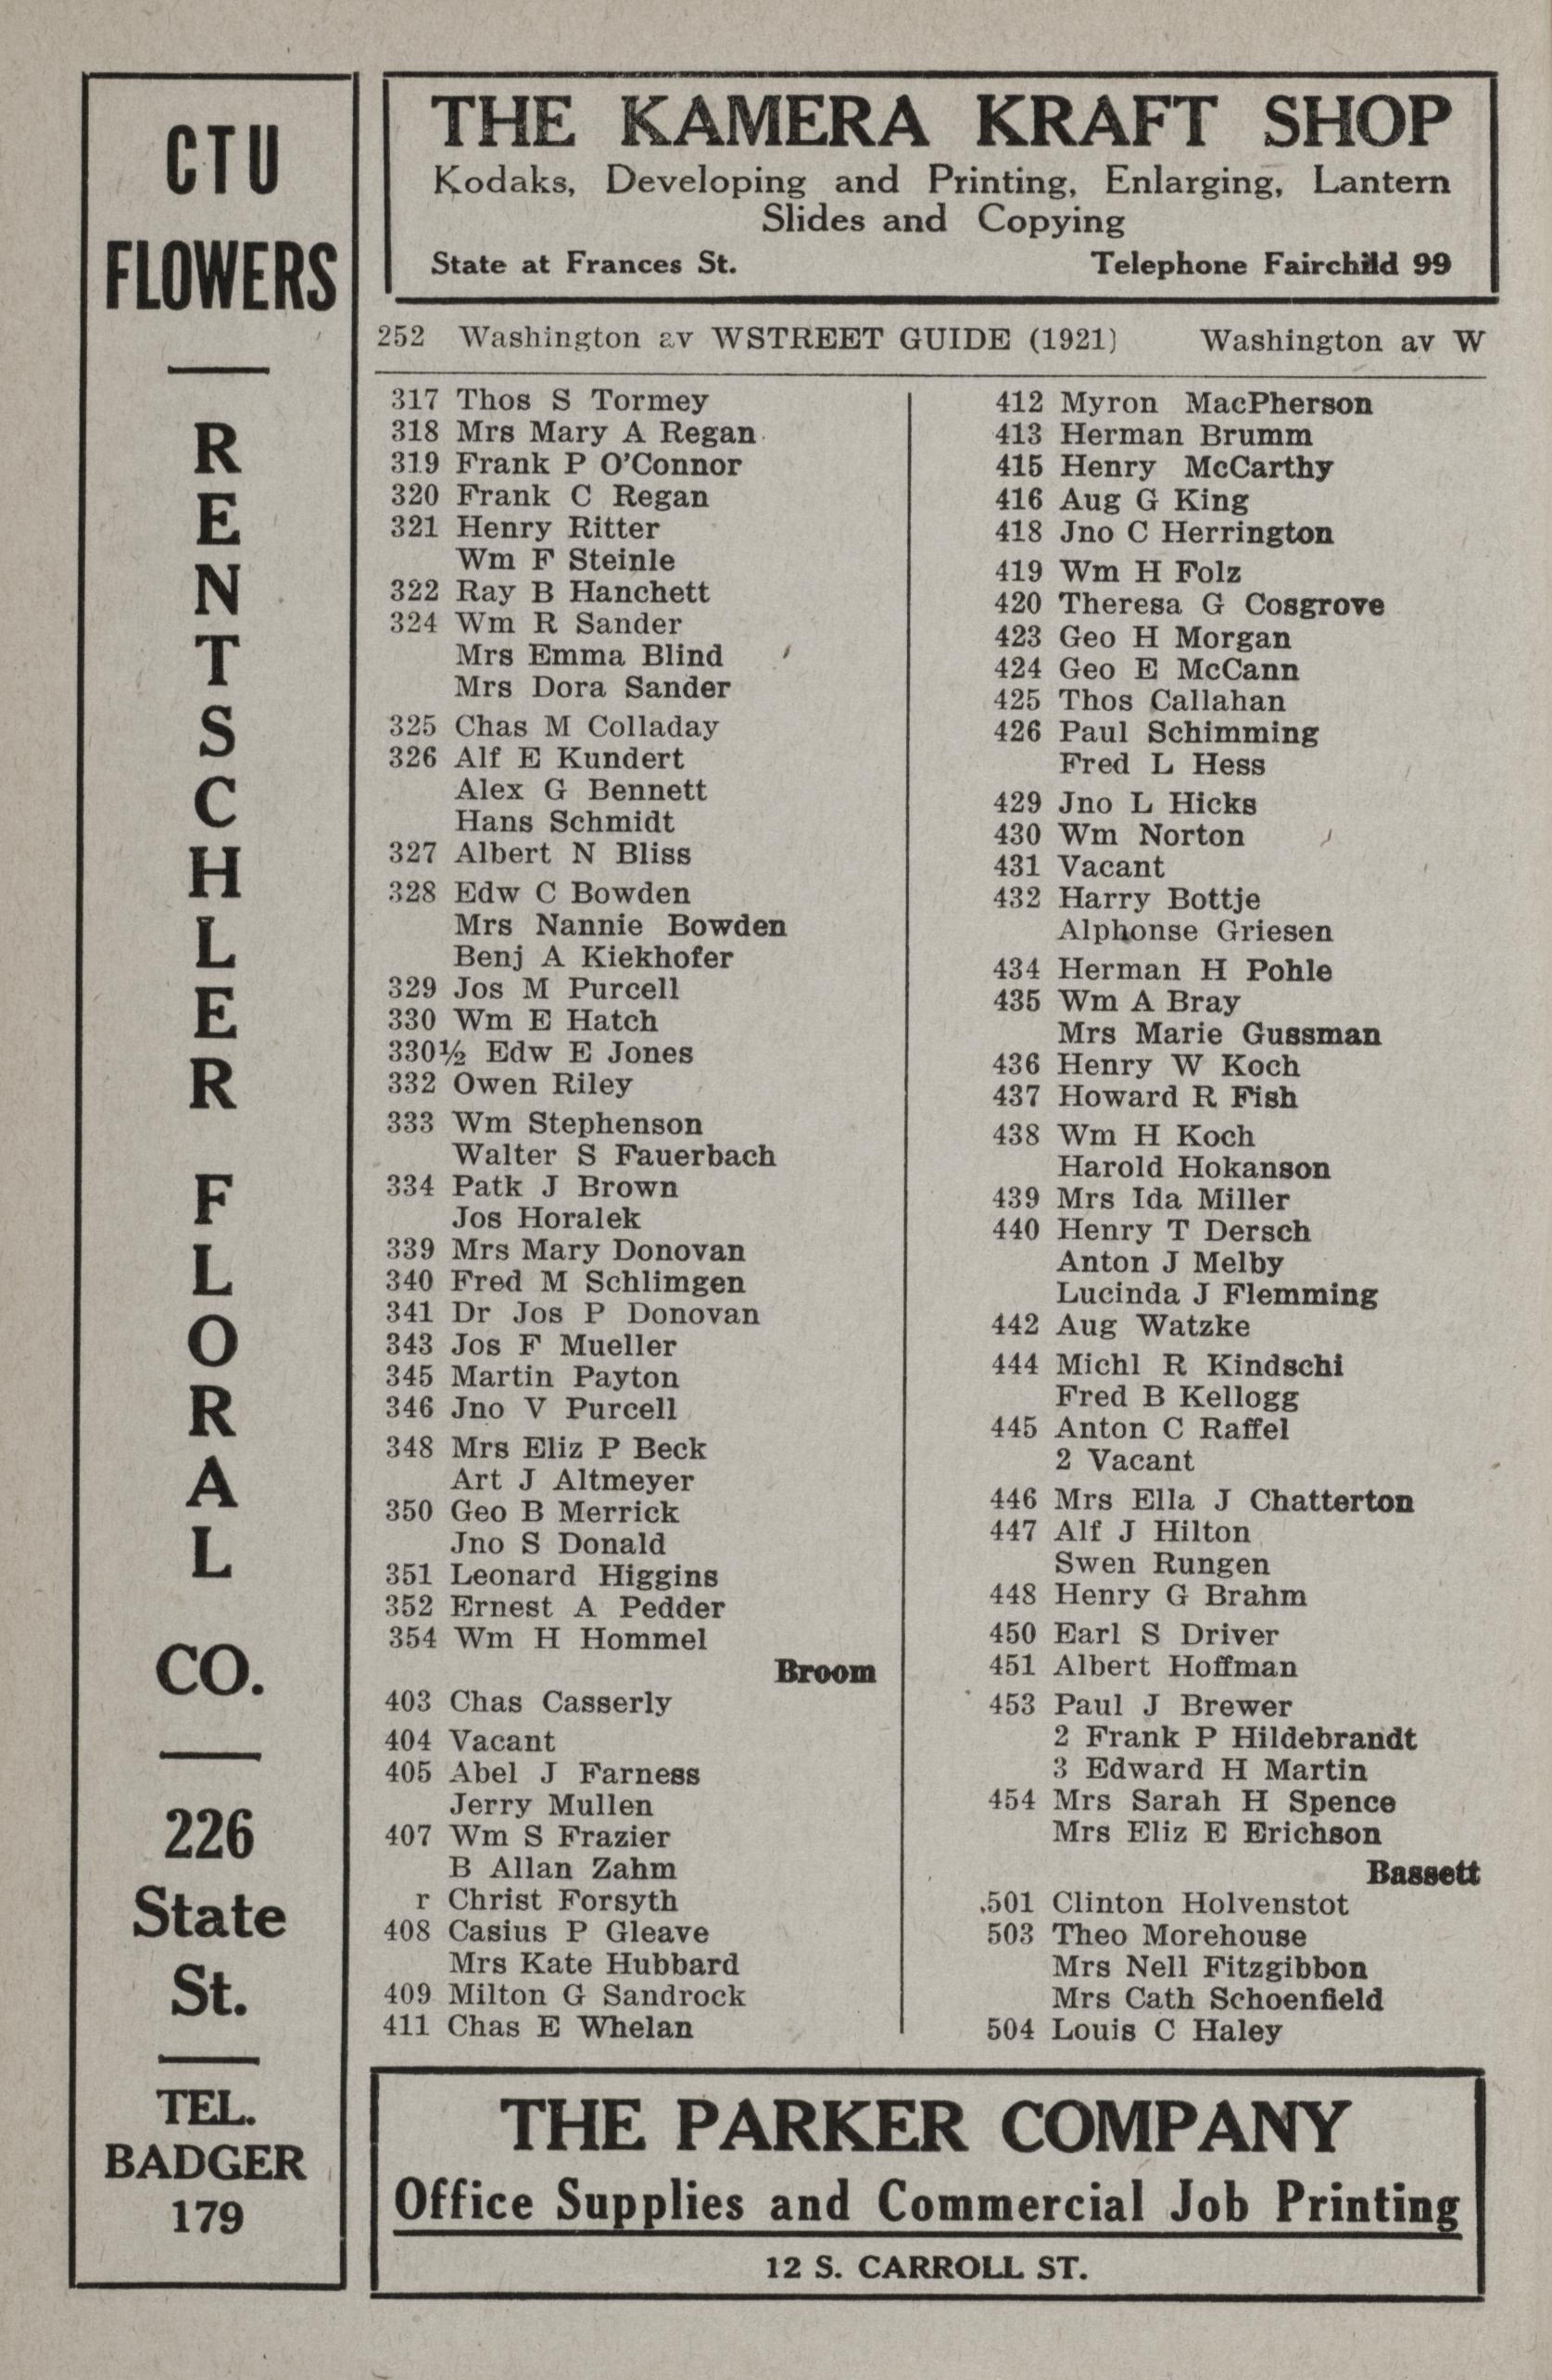 CTU
FLOWERS
RENTSCHLER
FLORAL
CO.
226
State
St.
TEL.
BADGER
179
THE KAMERA KRAFT SHOP
Kodaks, Developing and Printing, Enlarging, Lantern
Slides and Copying
State at Frances St. Telephone Fairchild 99
252 Washington av WSTREET GUIDE (1921) Washington av W
317 Thos S Tormey
318 Mrs Mary A Regan
319 Frank P O'Connor
320 Frank C Regan
321 Henry Ritter
Wm F Steinle
322 Ray B Hanchett
324 Wm R Sander
Mrs Emma Blind
Mrs Dora Sander
325 Chas M Colladay
326 Alf E Kundert
Alex G Bennett
Hans Schmidt
327 Albert N Bliss
328 Edw C Bowden
Mrs Nannie Bowden
Benj A Kiekhofer
329 Jos M Purcell
330 Wm E Hatch
330½ Edw E Jones
332 Owen Riley
333 Wm Stephenson
Walter S Fauerbach
334 Patk J Brown
Jos Horalek
339 Mrs Mary Donovan
340 Fred M Schlimgen
341 Dr Jos P Donovan
343 Jos F Mueller
345 Martin Payton
346 Jno V Purcell
348 Mrs Eliz P Beck
Art J Altmeyer
350 Geo B Merrick
Jno S Donald
351 Leonard Higgins
352 Ernest A Pedder
354 Wm H Hommel
Broom
403 Chas Casserly
404 Vacant
405 Abel J Farness
Jerry Mullen
407 Wm S Frazier
B Allan Zahm
r Christ Forsyth
408 Casius P Gleave
Mrs Kate Hubbard
409 Milton G Sandrock
411 Chas E Whelan
412 Myron MacPherson
413 Herman Brumm
415 Henry McCarthy
416 Aug G King
418 Jno C Herrington
419 Wm H Folz
420 Theresa G Cosgrove
423 Geo H Morgan
424 Geo E McCann
425 Thos Callahan
426 Paul Schimming
Fred L Hess
429 Jno L Hicks
430 Wm Norton
431 Vacant
432 Harry Bottje
Alphonse Griesen
434 Herman H Pohle
435 Wm A Bray
Mrs Marie Gussman
436 Henry W Koch
437 Howard R Fish
438 Wm H Koch
Harold Hokanson
439 Mrs Ida Miller
440 Henry T Dersch
Anton J Melby
Lucinda J Flemming
442 Aug Watzke
444 Michl R Kindschi
Fred B Kellogg
445 Anton C Raffel
2 Vacant
446 Mrs Ella J Chatterton
447 Alf J Hilton
Swen Rungen
448 Henry G Brahm
450 Earl S Driver
451 Albert Hoffman
453 Paul J Brewer
2 Frank P Hildebrandt
3 Edward H Martin
454 Mrs Sarah H Spence
Mrs Eliz E Erichson
Bassett
501 Clinton Holvenstot
503 Theo Morehouse
Mrs Nell Fitzgibbon
Mrs Cath Schoenfield
504 Louis C Haley
THE PARKER COMPANY
Office Supplies and Commercial Job Printing
12 S. CARROLL ST.